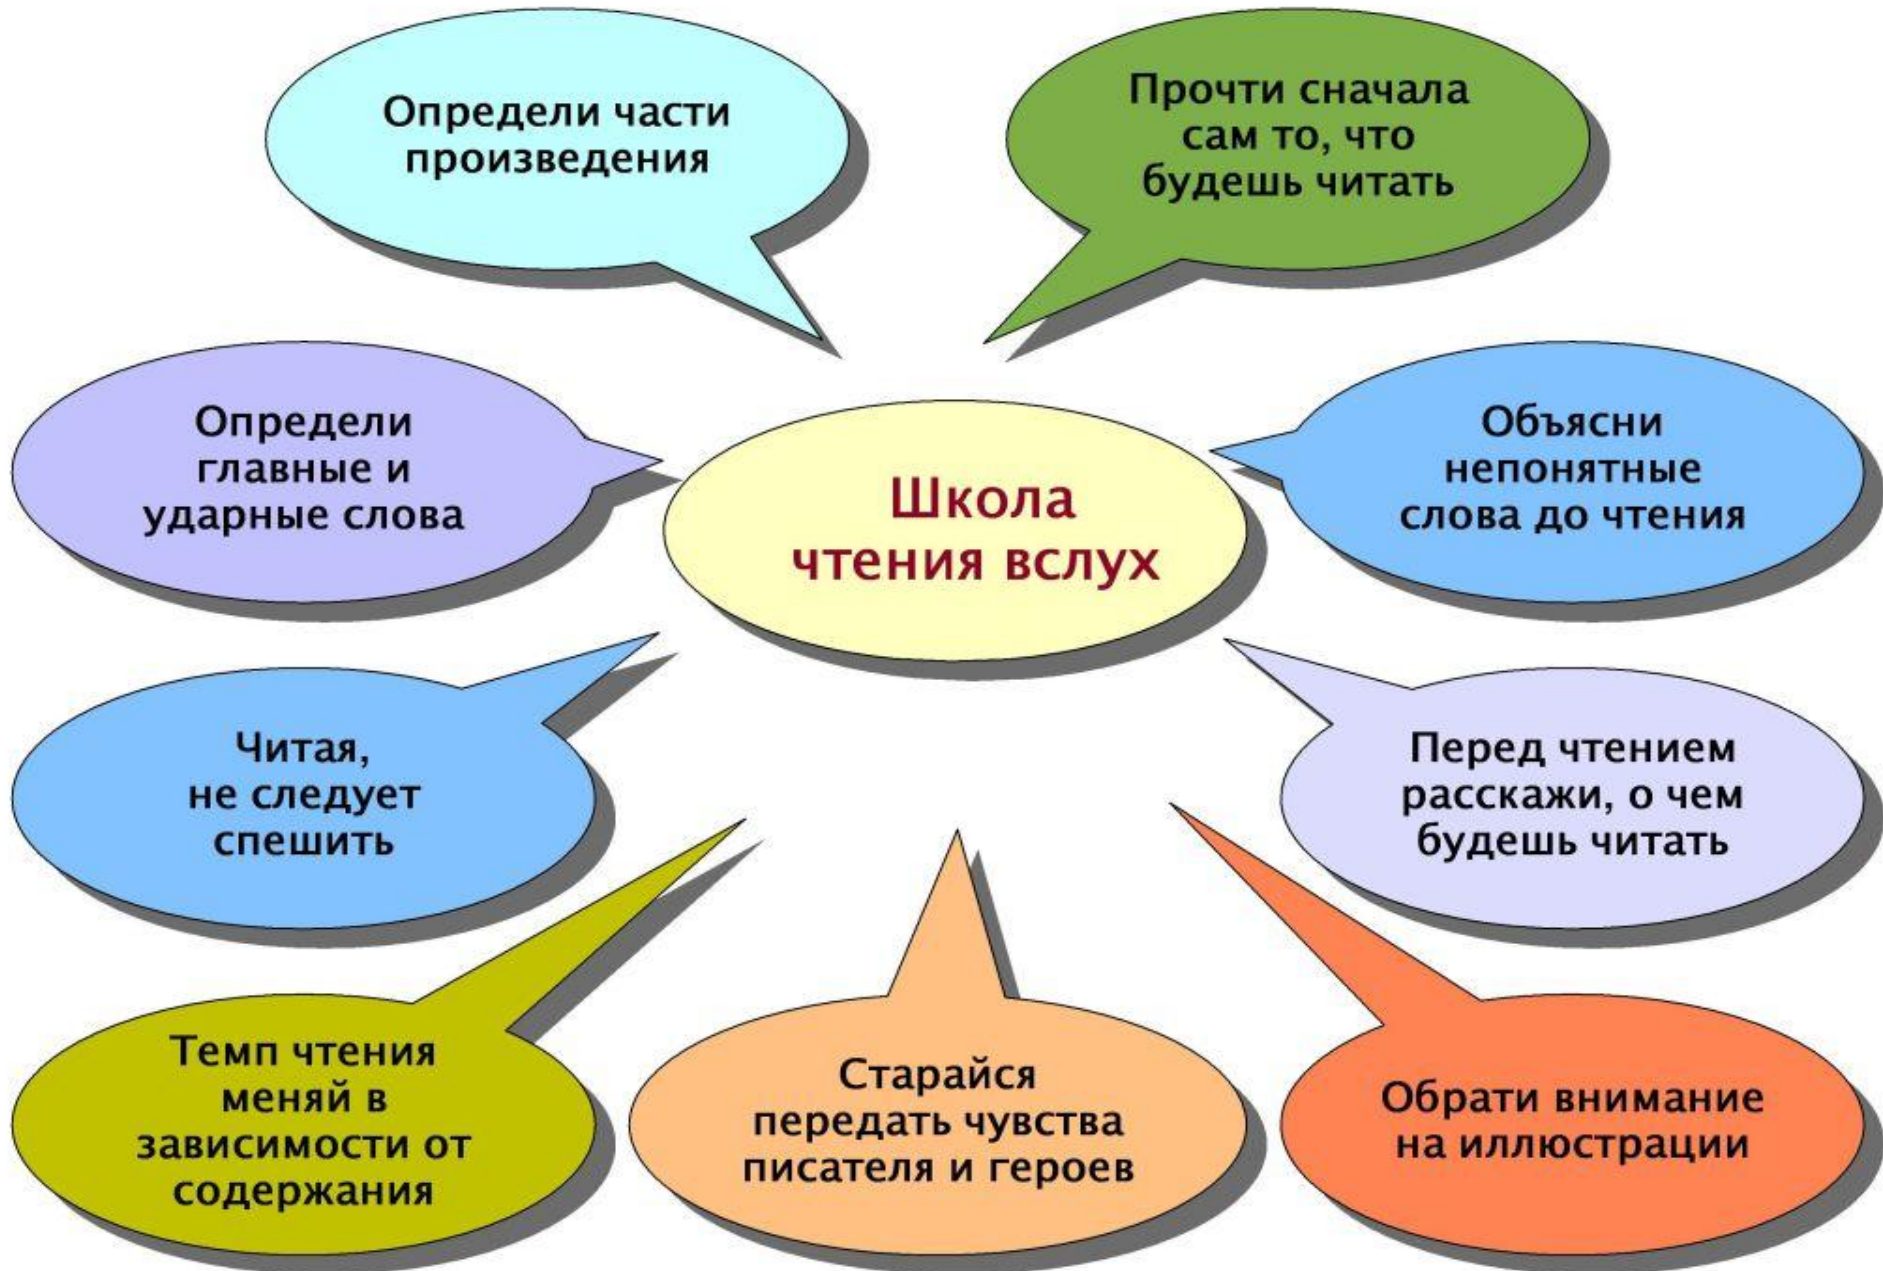 Определи части
произведения
Прочти сначала
сам то, что
будешь читать
Определи
главные и
ударные слова
Школа
чтения вслух
Объясни
непонятные
слова до чтения
Читая,
не следует
спешить
Перед чтением
расскажи, о чем
будешь читать
Темп чтения
меняй в
зависимости от
содержания
Старайся
передать чувства
писателя и героев
Обрати внимание
на иллюстрации